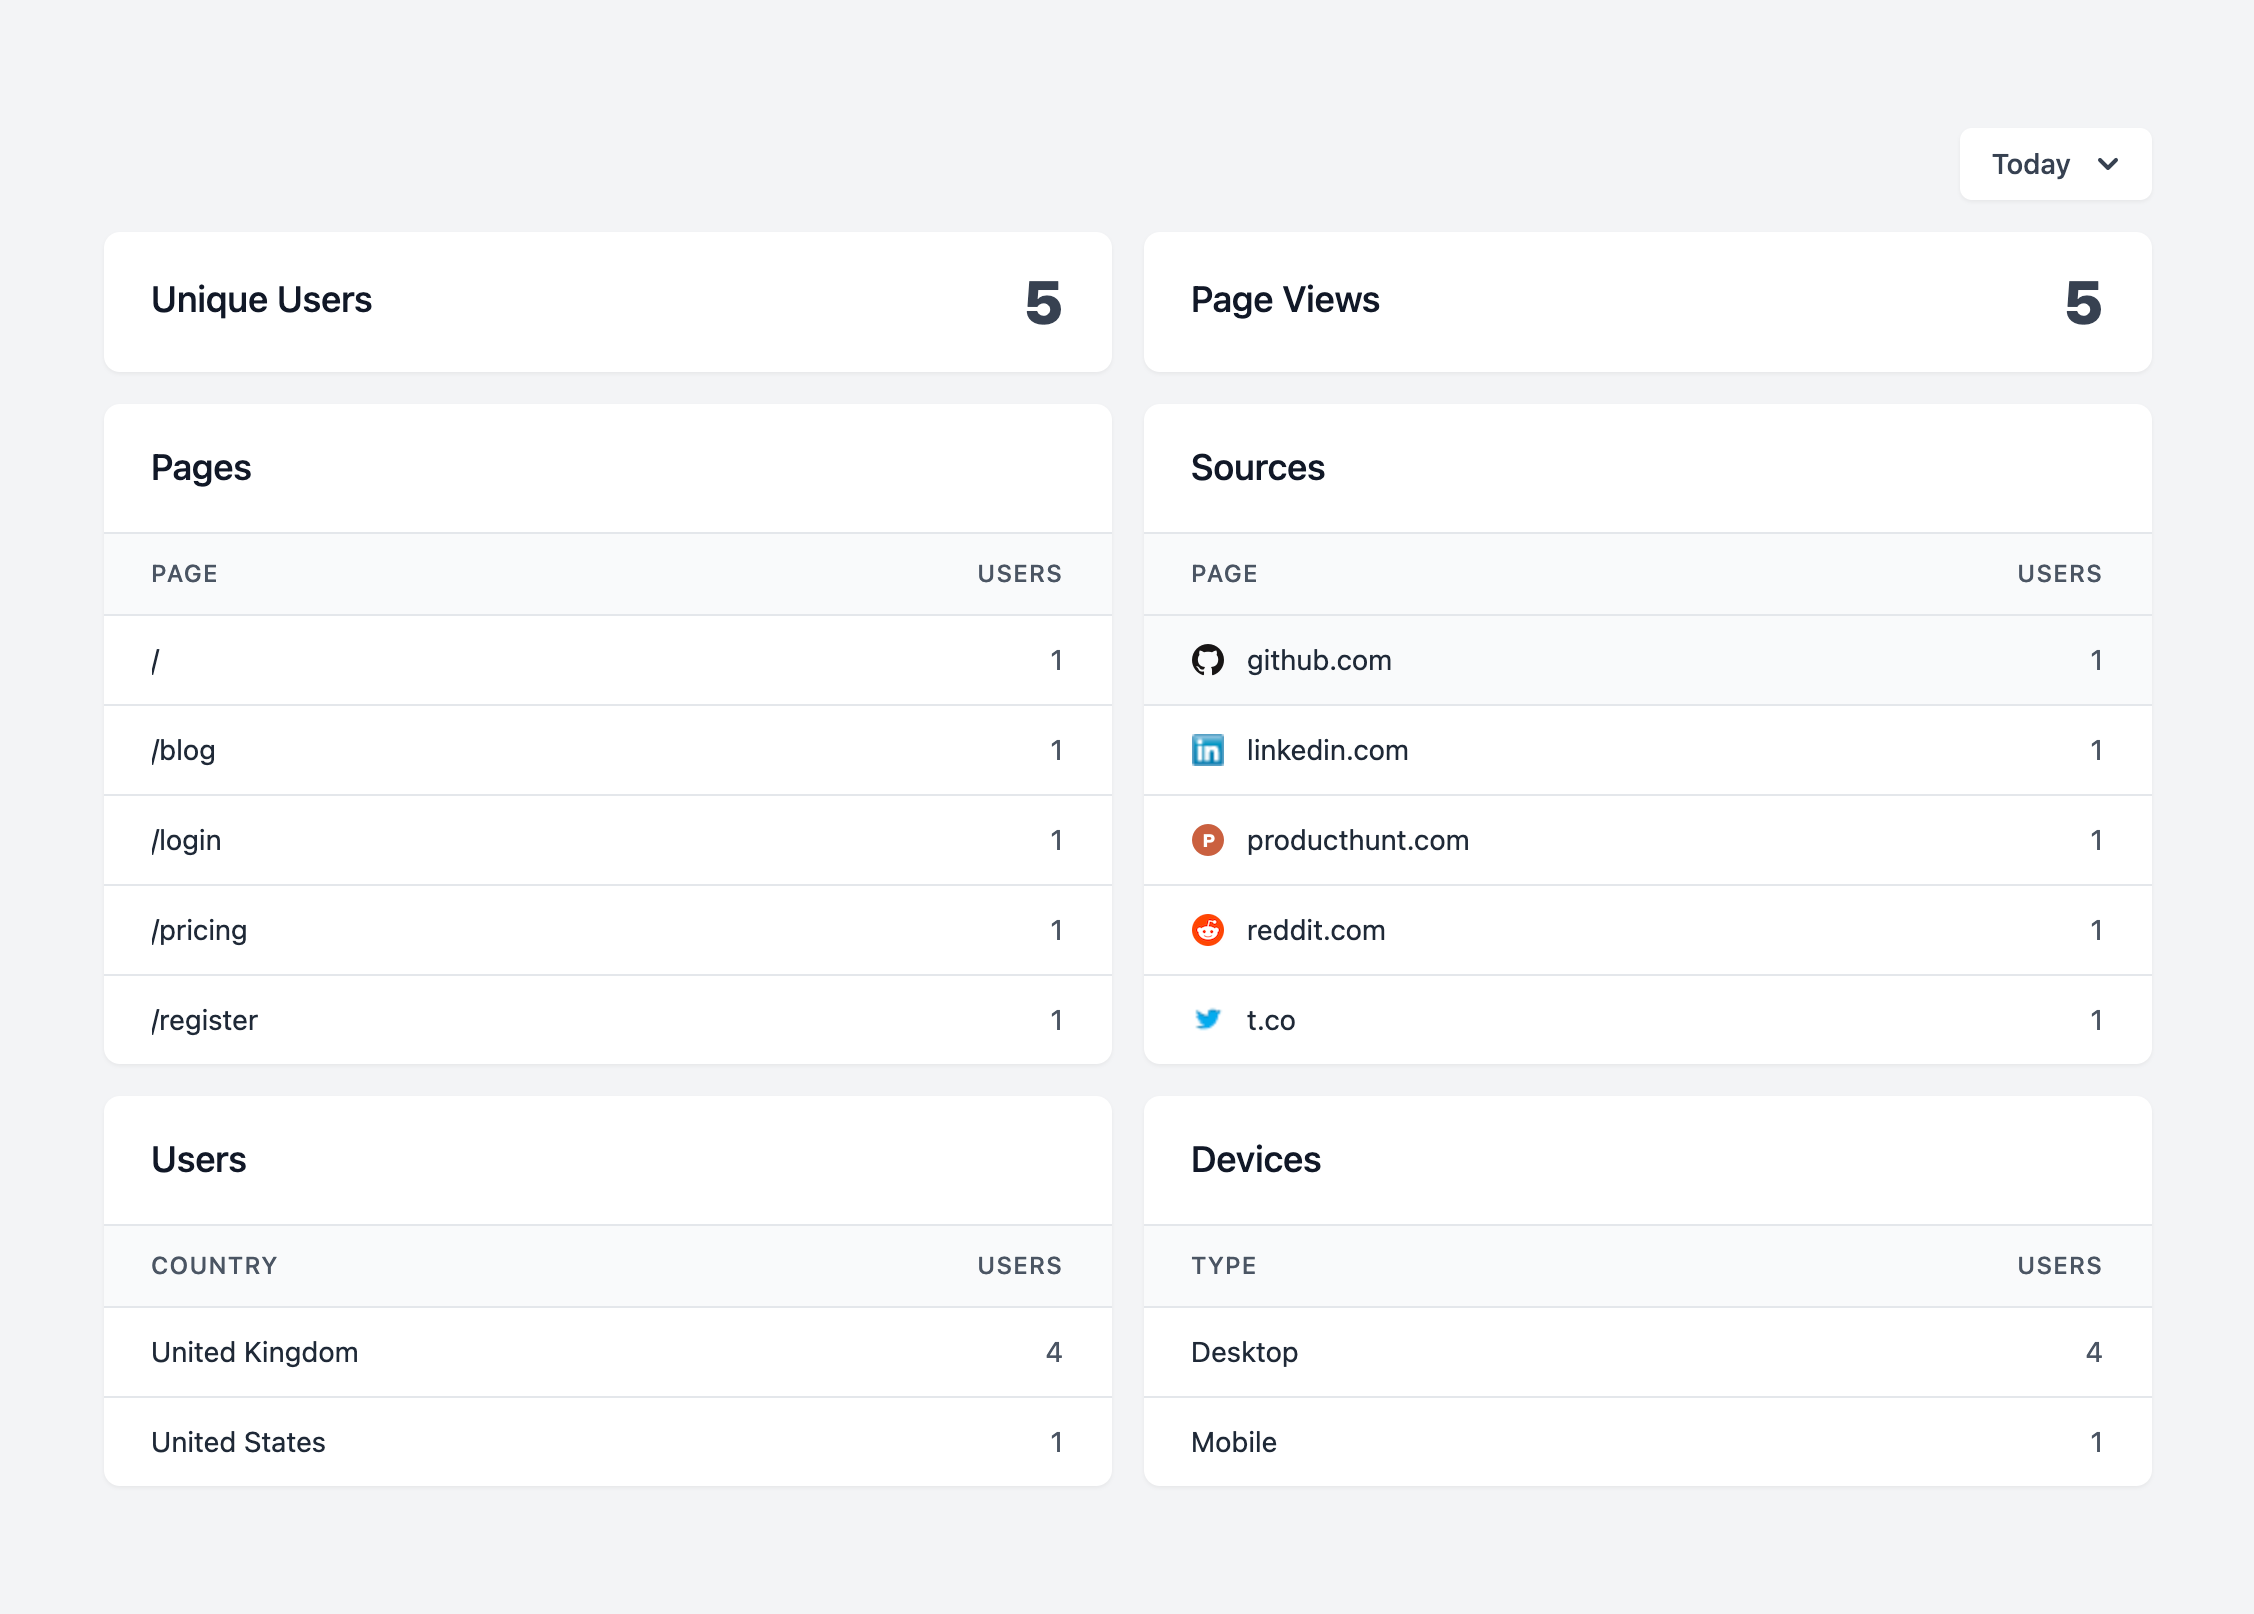 Today
Unique Users 5
Page Views 5
Pages
PAGE USERS
/ 1
/blog 1
/login 1
/pricing 1
/register 1
Sources
PAGE USERS
github.com 1
in linkedin.com 1
P producthunt.com 1
reddit.com 1
t.co 1
Users
COUNTRY USERS
United Kingdom 4
United States 1
Devices
TYPE USERS
Desktop 4
Mobile 1